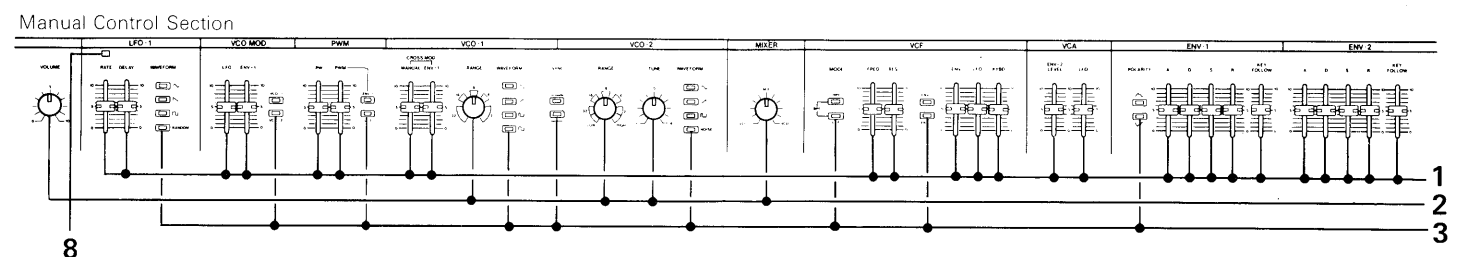 Manual Control Section
LFO-1 VCO MOD PWM VCO-1 VCO-2 MIXER VCF VCA ENV-1 ENV-2
VOLUME RATE DELAY WAVEFORM LFO ENV-1 PW PWM CROSS MOD MANUAL ENV-1 RANGE WAVEFORM SYNC RANGE TUNE WAVEFORM MODE FREQ RES ENV LFO KYBD ENV-2 LEVEL LFO POLARITY A D S R KEY FOLLOW A D S R KEY FOLLOW
RANDOM NOISE
1
2
3
8